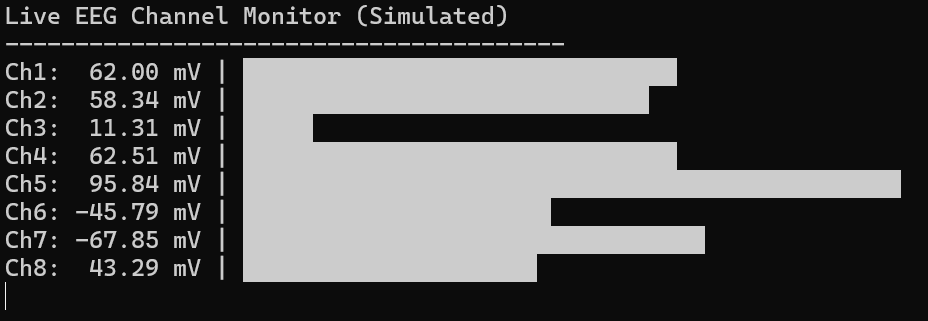 Live EEG Channel Monitor (Simulated)
----------------------------------------
Ch1:  62.00 mV |
Ch2:  58.34 mV |
Ch3:  11.31 mV |
Ch4:  62.51 mV |
Ch5:  95.84 mV |
Ch6: -45.79 mV |
Ch7: -67.85 mV |
Ch8:  43.29 mV |